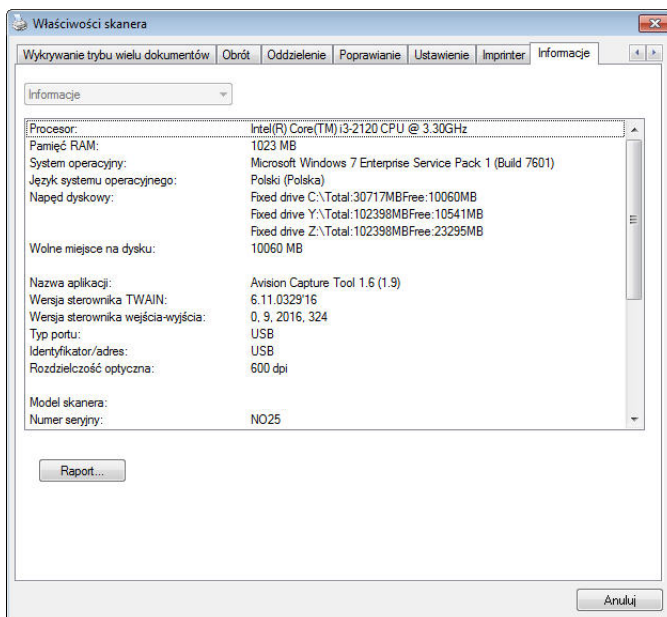 Właściwości skanera
Wykrywanie trybu wielu dokumentów Obrót Oddzielenie Poprawianie Ustawienie Imprinter Informacje
Informacje
Procesor: Intel(R) Core(TM) i3-2120 CPU @ 3.30GHz
Pamięć RAM: 1023 MB
System operacyjny: Microsoft Windows 7 Enterprise Service Pack 1 (Build 7601)
Język systemu operacyjnego: Polski (Polska)
Napęd dyskowy: Fixed drive C:\Total:30717MBFree:10060MB
Fixed drive Y:\Total:102398MBFree:10541MB
Fixed drive Z:\Total:102398MBFree:23295MB
Wolne miejsce na dysku: 10060 MB
Nazwa aplikacji: Avision Capture Tool 1.6 (1.9)
Wersja sterownika TWAIN: 6.11.0329'16
Wersja sterownika wejścia-wyjścia: 0, 9, 2016, 324
Typ portu: USB
Identyfikator/adres: USB
Rozdzielczość optyczna: 600 dpi
Model skanera:
Numer seryjny: NO25
Raport...
Anuluj